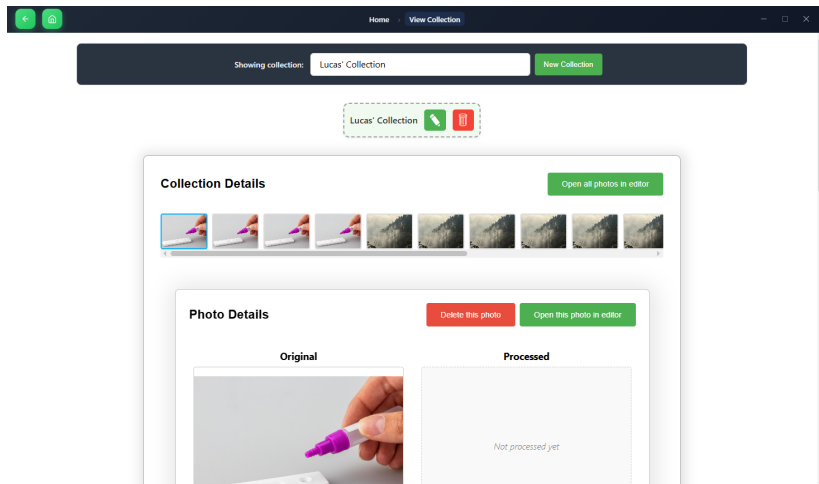 Home › View Collection
Showing collection: Lucas' Collection New Collection
Lucas' Collection
Collection Details Open all photos in editor
Photo Details Delete this photo Open this photo in editor
Original Processed
Not processed yet